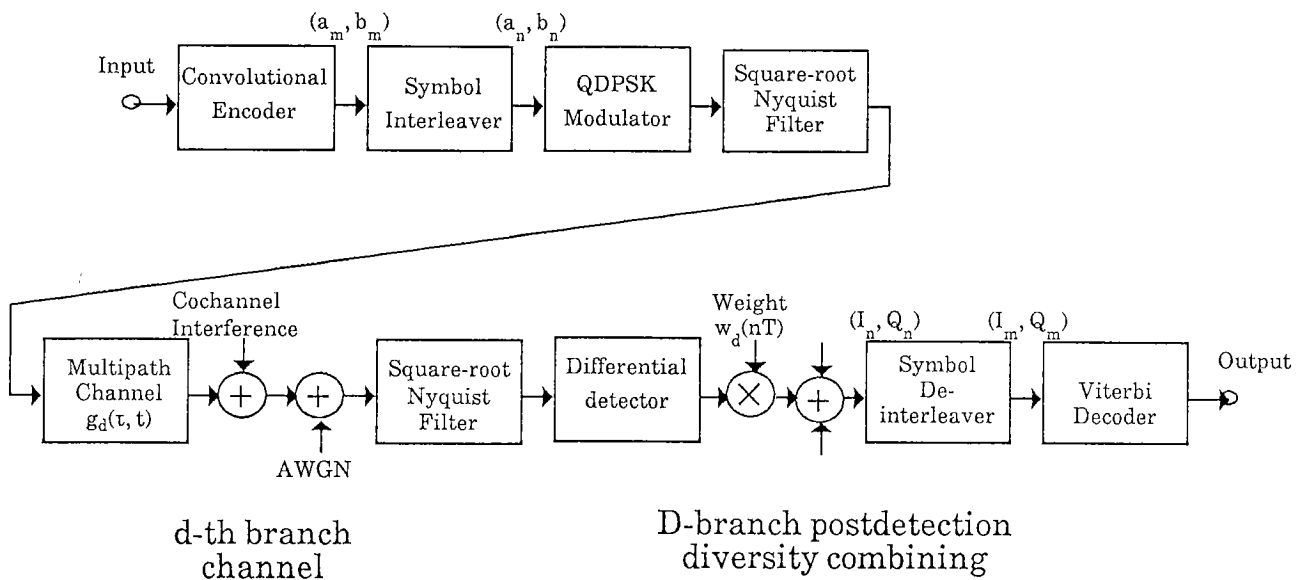 (a_m, b_m)
(a_n, b_n)
Input
Convolutional
Encoder
Symbol
Interleaver
QDPSK
Modulator
Square-root
Nyquist
Filter
Cochannel
Interference
Multipath
Channel
g_d(τ, t)
+
+
AWGN
Square-root
Nyquist
Filter
Differential
detector
Weight
w_d(nT)
×
+
(I_n, Q_n)
Symbol
De-
interleaver
(I_m, Q_m)
Viterbi
Decoder
Output
d-th branch
channel
D-branch postdetection
diversity combining